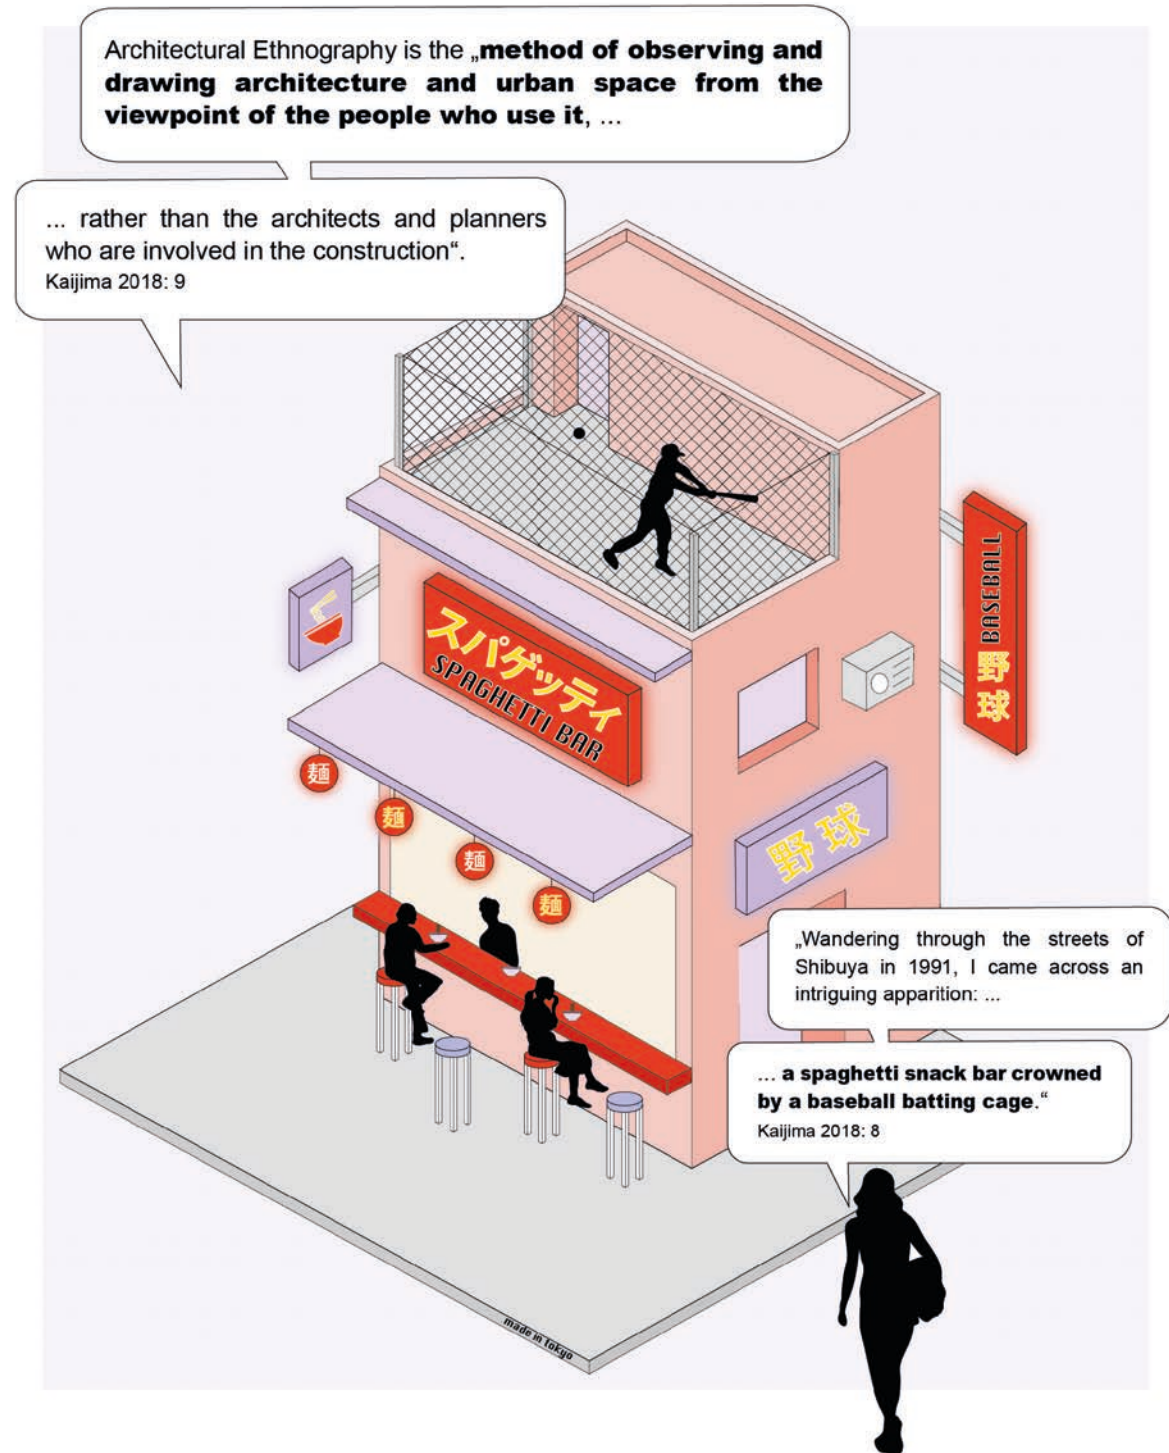 Architectural Ethnography is the „method of observing and
drawing architecture and urban space from the
viewpoint of the people who use it, ...
... rather than the architects and planners
who are involved in the construction“.
Kaijima 2018: 9
スパゲッティ
SPAGHETTI BAR
BASEBALL
野球
麺
麺
麺
麺
野球
„Wandering through the streets of
Shibuya in 1991, I came across an
intriguing apparition: ...
... a spaghetti snack bar crowned
by a baseball batting cage.“
Kaijima 2018: 8
made in tokyo